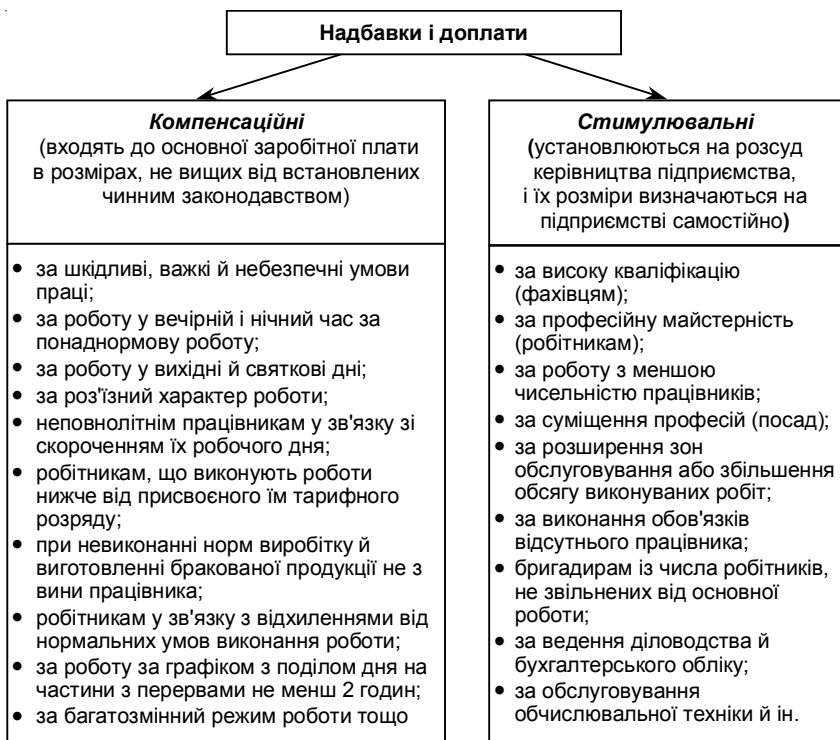 Надбавки і доплати
Компенсаційні
(входять до основної заробітної плати
в розмірах, не вищих від встановлених
чинним законодавством)
• за шкідливі, важкі й небезпечні умови
праці;
• за роботу у вечірній і нічний час за
понаднормову роботу;
• за роботу у вихідні й святкові дні;
• за роз'їзний характер роботи;
• неповнолітнім працівникам у зв'язку зі
скороченням їх робочого дня;
• робітникам, що виконують роботи
нижче від присвоєного їм тарифного
розряду;
• при невиконанні норм виробітку й
виготовленні бракованої продукції не з
вини працівника;
• робітникам у зв'язку з відхиленнями від
нормальних умов виконання роботи;
• за роботу за графіком з поділом дня на
частини з перервами не менш 2 годин;
• за багатозмінний режим роботи тощо
Стимулювальні
(установлюються на розсуд
керівництва підприємства,
і їх розміри визначаються на
підприємстві самостійно)
• за високу кваліфікацію
(фахівцям);
• за професійну майстерність
(робітникам);
• за роботу з меншою
чисельністю працівників;
• за суміщення професій (посад);
• за розширення зон
обслуговування або збільшення
обсягу виконуваних робіт;
• за виконання обов'язків
відсутнього працівника;
• бригадирам із числа робітників,
не звільнених від основної
роботи;
• за ведення діловодства й
бухгалтерського обліку;
• за обслуговування
обчислювальної техніки й ін.